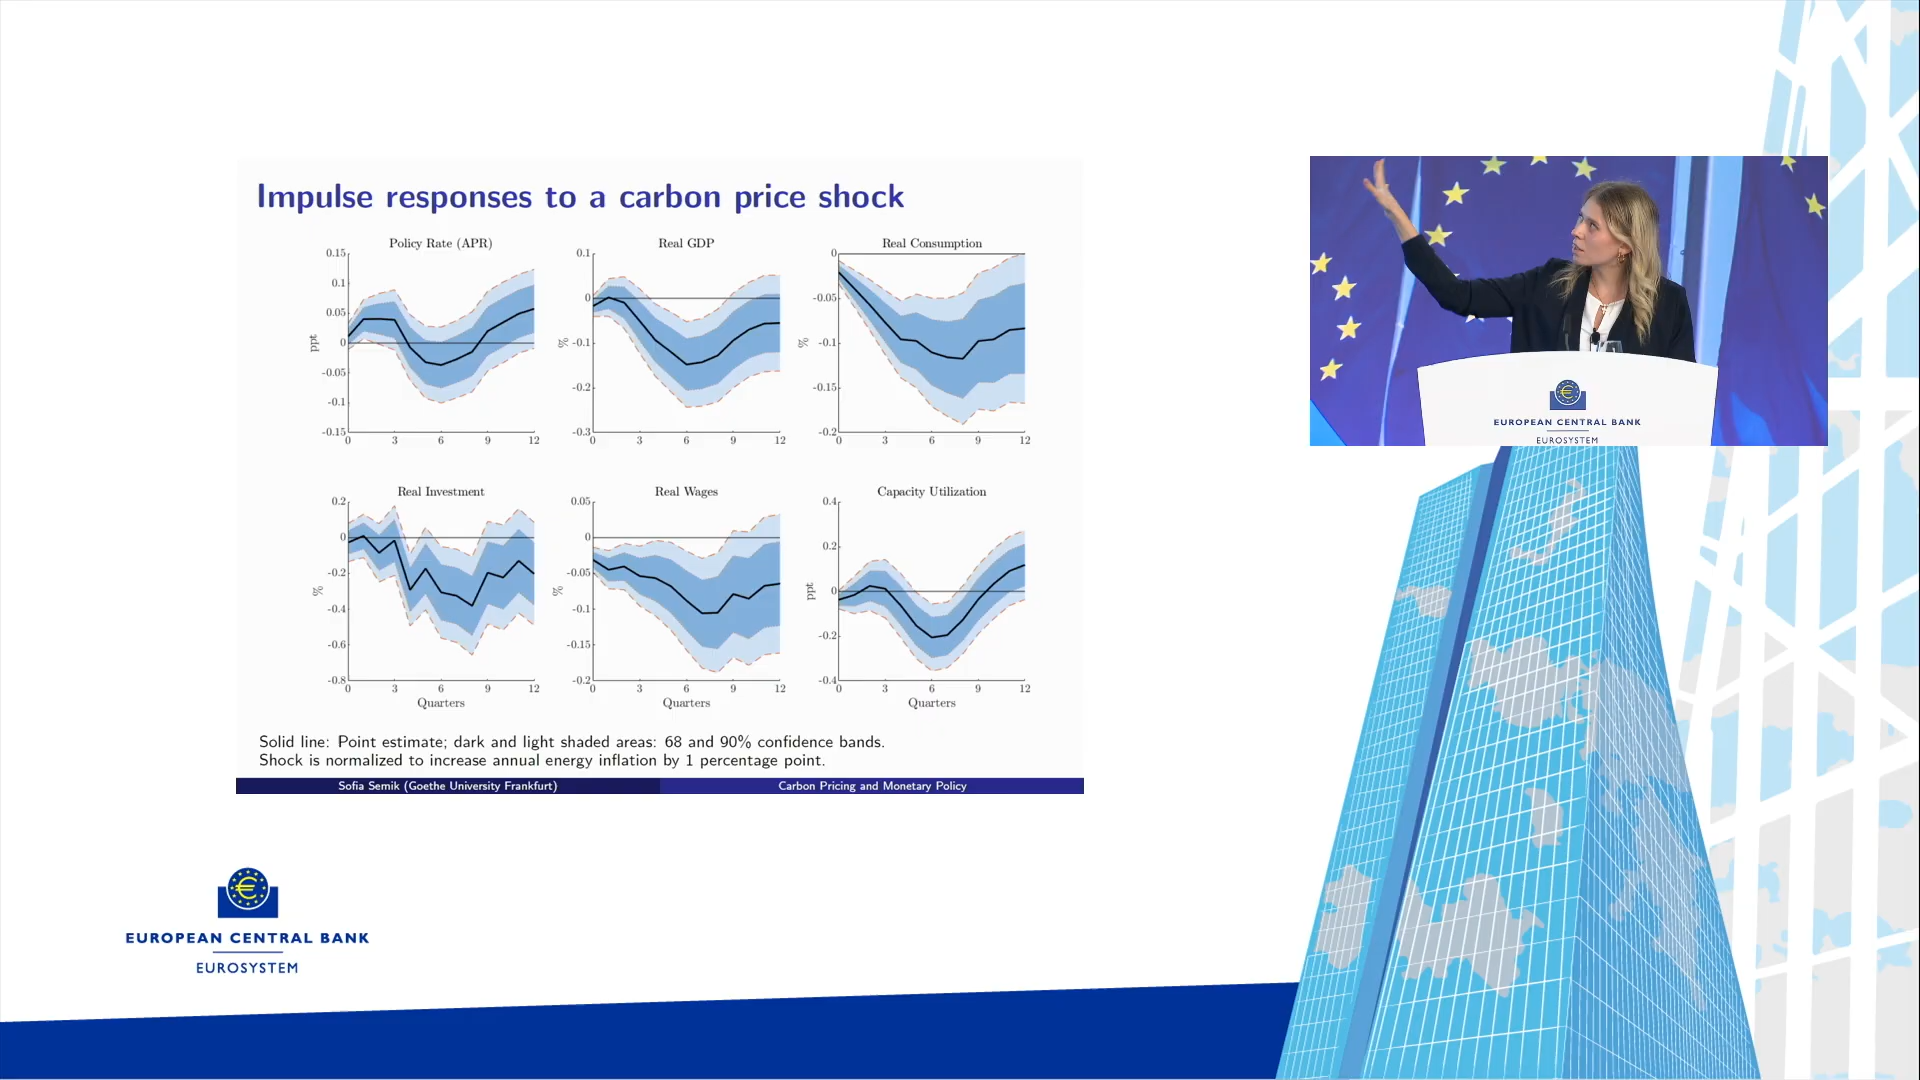 Impulse responses to a carbon price shock
Policy Rate (APR)
0.15
0.1
0.05
0
-0.05
-0.1
-0.15
ppt
0 3 6 9 12
Real GDP
0.1
0
-0.1
-0.2
-0.3
%
0 3 6 9 12
Real Consumption
0
-0.05
-0.1
-0.15
-0.2
%
0 3 6 9 12
Real Investment
0.2
0
-0.2
-0.4
-0.6
-0.8
%
0 3 6 9 12
Quarters
Real Wages
0.05
0
-0.05
-0.1
-0.15
-0.2
%
0 3 6 9 12
Quarters
Capacity Utilization
0.4
0.2
0
-0.2
-0.4
ppt
0 3 6 9 12
Quarters
Solid line: Point estimate; dark and light shaded areas: 68 and 90% confidence bands.
Shock is normalized to increase annual energy inflation by 1 percentage point.
Sofia Semik (Goethe University Frankfurt) Carbon Pricing and Monetary Policy
€
EUROPEAN CENTRAL BANK
EUROSYSTEM
€
EUROPEAN CENTRAL BANK
EUROSYSTEM